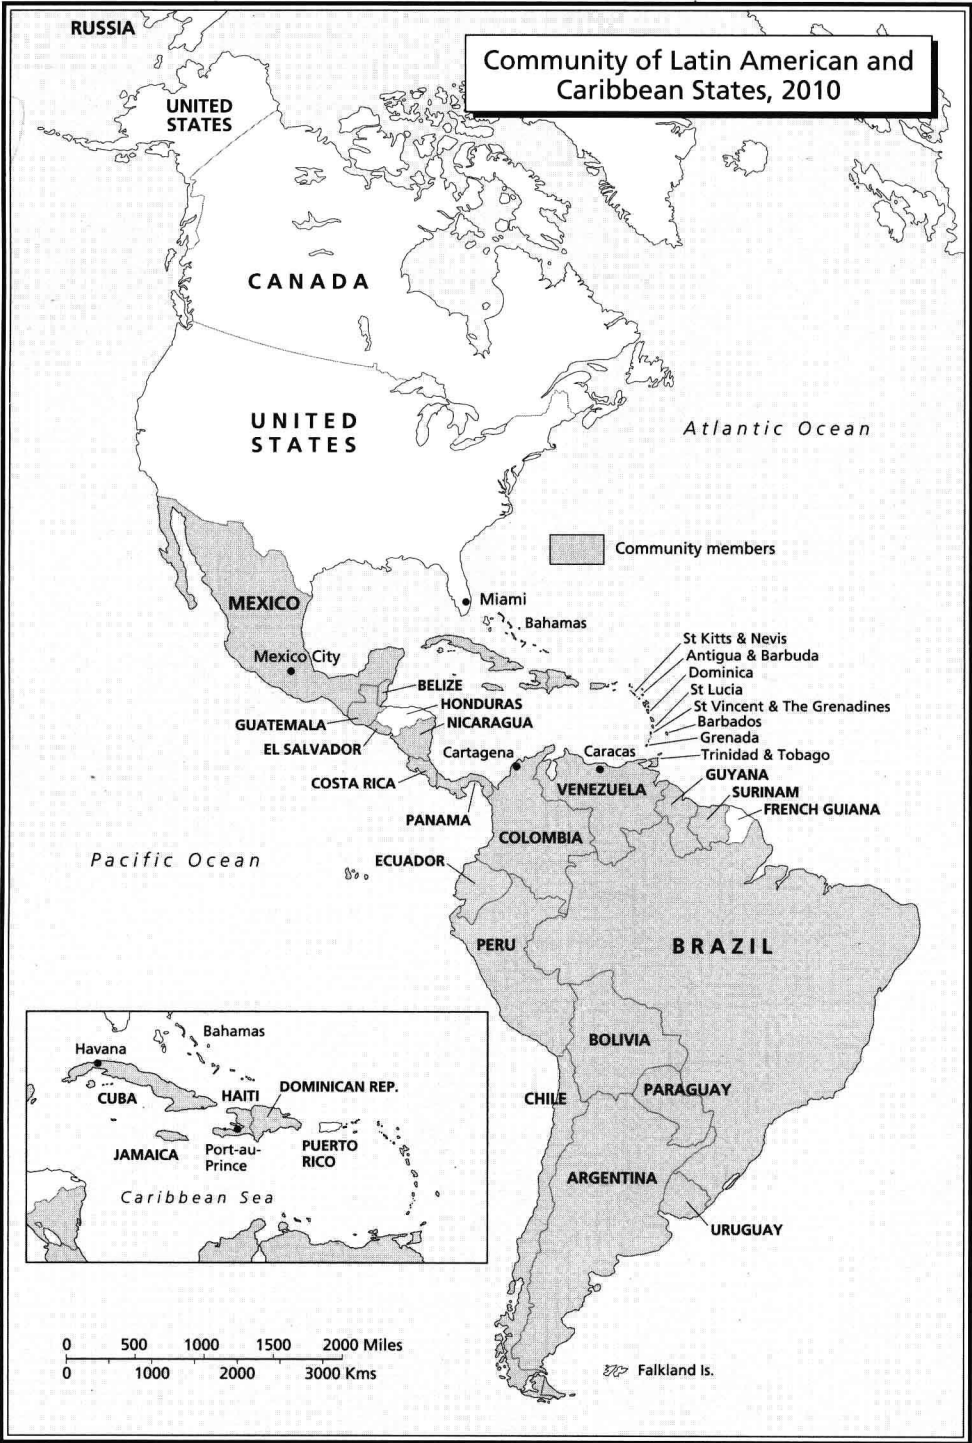 RUSSIA
Community of Latin American and
Caribbean States, 2010
UNITED
STATES
CANADA
UNITED
STATES
Atlantic Ocean
Community members
MEXICO
Miami
Bahamas
Mexico City
St Kitts & Nevis
Antigua & Barbuda
Dominica
St Lucia
St Vincent & The Grenadines
Barbados
Grenada
Trinidad & Tobago
BELIZE
HONDURAS
NICARAGUA
GUATEMALA
EL SALVADOR
COSTA RICA
PANAMA
Cartagena
Caracas
VENEZUELA
GUYANA
SURINAM
FRENCH GUIANA
COLOMBIA
ECUADOR
Pacific Ocean
PERU
BRAZIL
BOLIVIA
PARAGUAY
CHILE
ARGENTINA
URUGUAY
Bahamas
Havana
CUBA
HAITI
DOMINICAN REP.
JAMAICA
Port-au-
Prince
PUERTO
RICO
Caribbean Sea
0 500 1000 1500 2000 Miles
0 1000 2000 3000 Kms
Falkland Is.